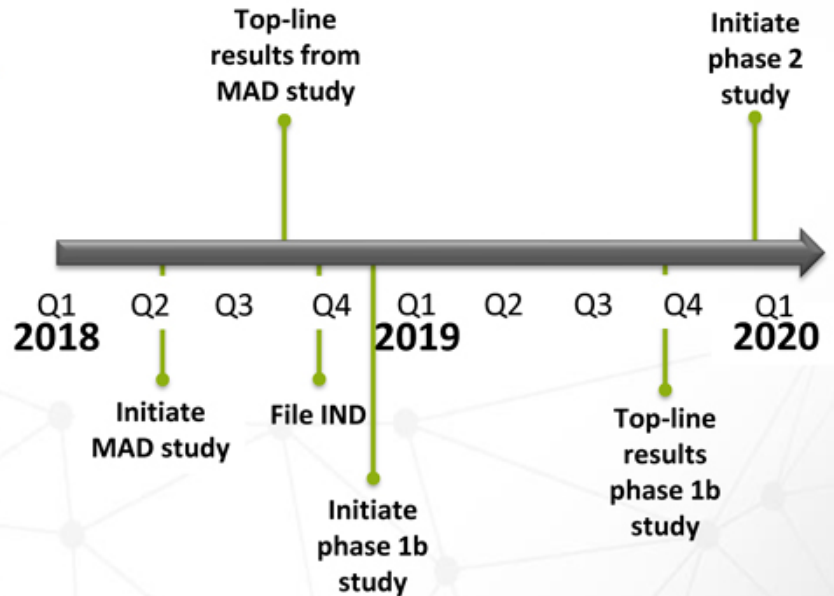 Top-line
results from
MAD study
Initiate
phase 2
study
Q1 Q2 Q3 Q4 Q1 Q2 Q3 Q4 Q1
2018 2019 2020
Initiate
MAD study
File IND
Initiate
phase 1b
study
Top-line
results
phase 1b
study